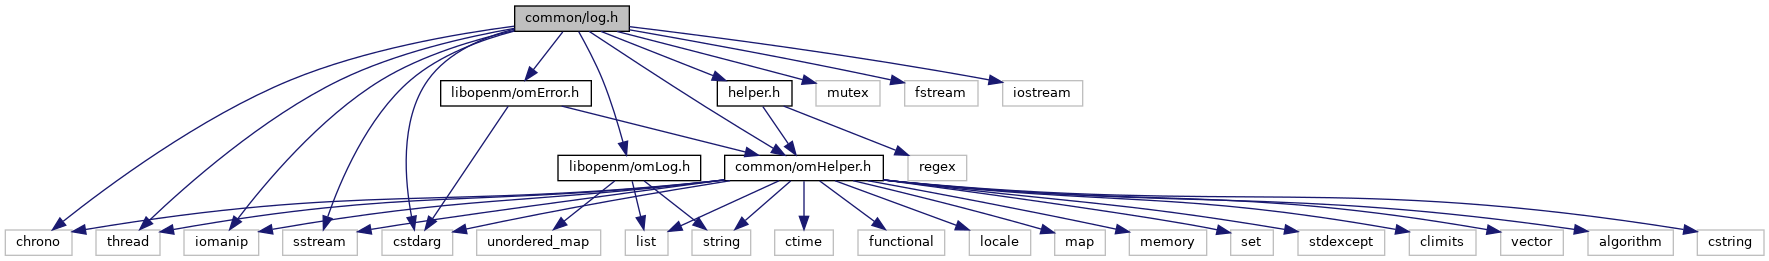 common/log.h
libopenm/omError.h
helper.h
mutex
fstream
iostream
libopenm/omLog.h
common/omHelper.h
regex
chrono
thread
iomanip
sstream
cstdarg
unordered_map
list
string
ctime
functional
locale
map
memory
set
stdexcept
climits
vector
algorithm
cstring